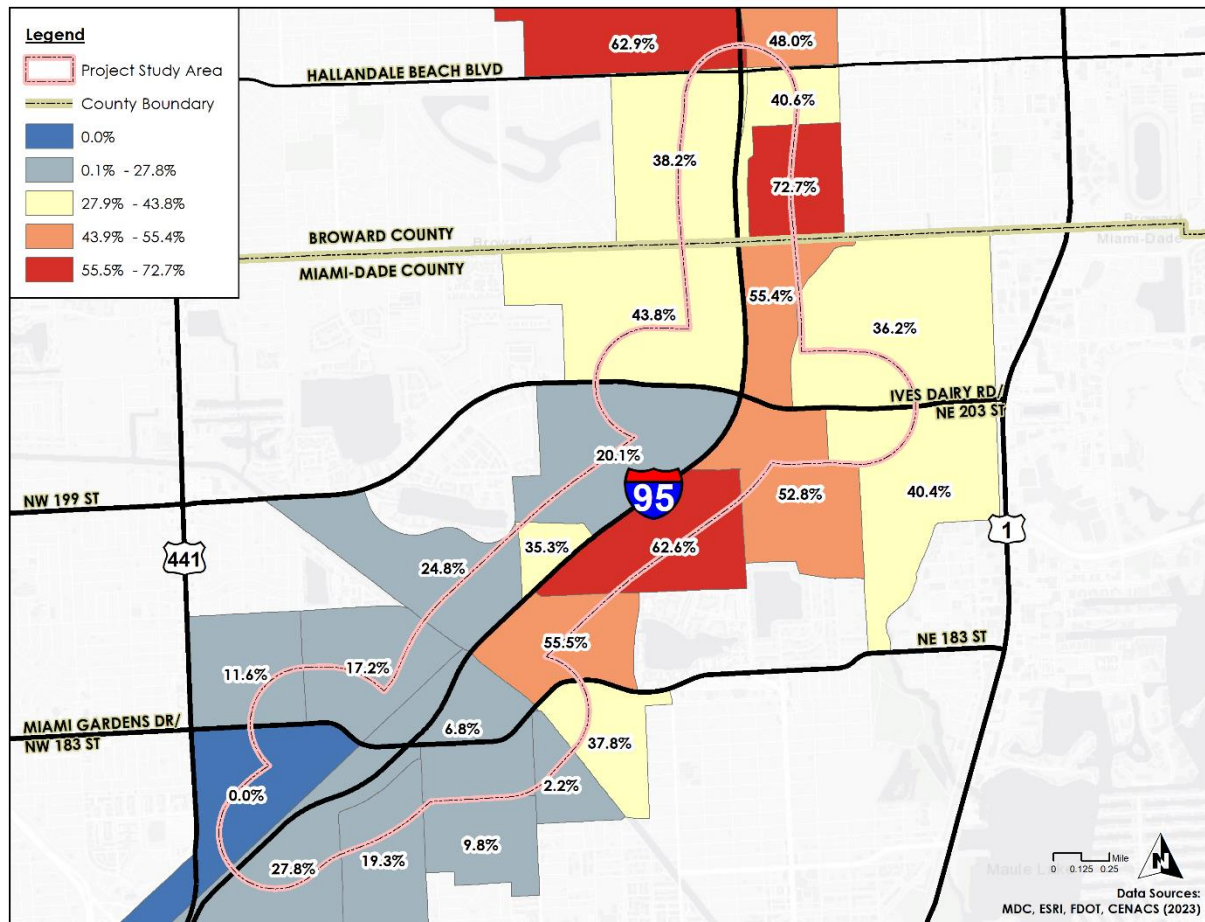 Legend
Project Study Area
County Boundary
0.0%
0.1% - 27.8%
27.9% - 43.8%
43.9% - 55.4%
55.5% - 72.7%
62.9%
48.0%
HALLANDALE BEACH BLVD
40.6%
38.2%
72.7%
BROWARD COUNTY
Broward
Broward
Miami-Dade
MIAMI-DADE COUNTY
55.4%
43.8%
36.2%
IVES DAIRY RD/
NE 203 ST
20.1%
95
52.8%
40.4%
NW 199 ST
441
1
35.3%
62.6%
24.8%
55.5%
NE 183 ST
11.6%
17.2%
MIAMI GARDENS DR/
NW 183 ST
6.8%
37.8%
0.0%
2.2%
9.8%
27.8%
19.3%
Maule Lake
0 0.125 0.25 Mile
N
Data Sources:
MDC, ESRI, FDOT, CENACS (2023)